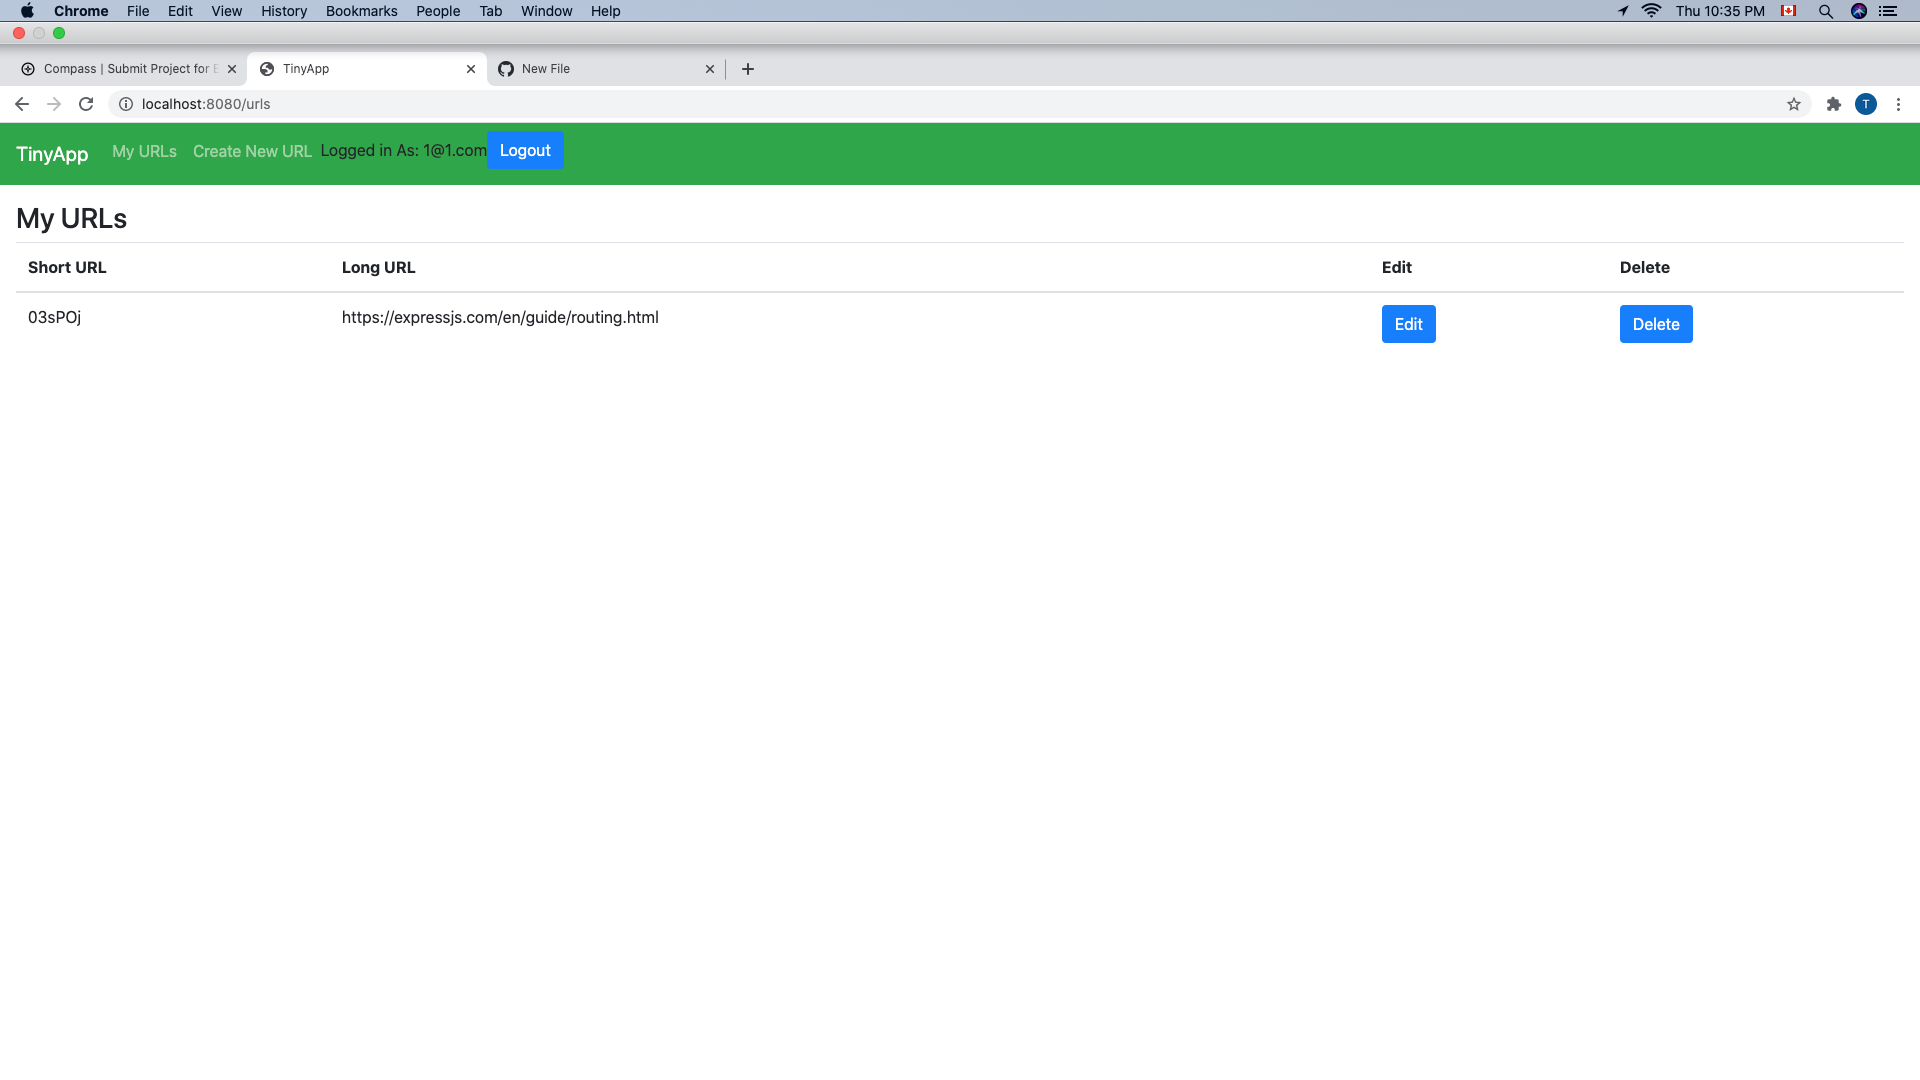 Chrome File Edit View History Bookmarks People Tab Window Help Thu 10:35 PM
Compass | Submit Project for E TinyApp New File
localhost:8080/urls T
TinyApp My URLs Create New URL Logged in As: 1@1.com Logout
My URLs
Short URL Long URL Edit Delete
03sPOj https://expressjs.com/en/guide/routing.html Edit Delete